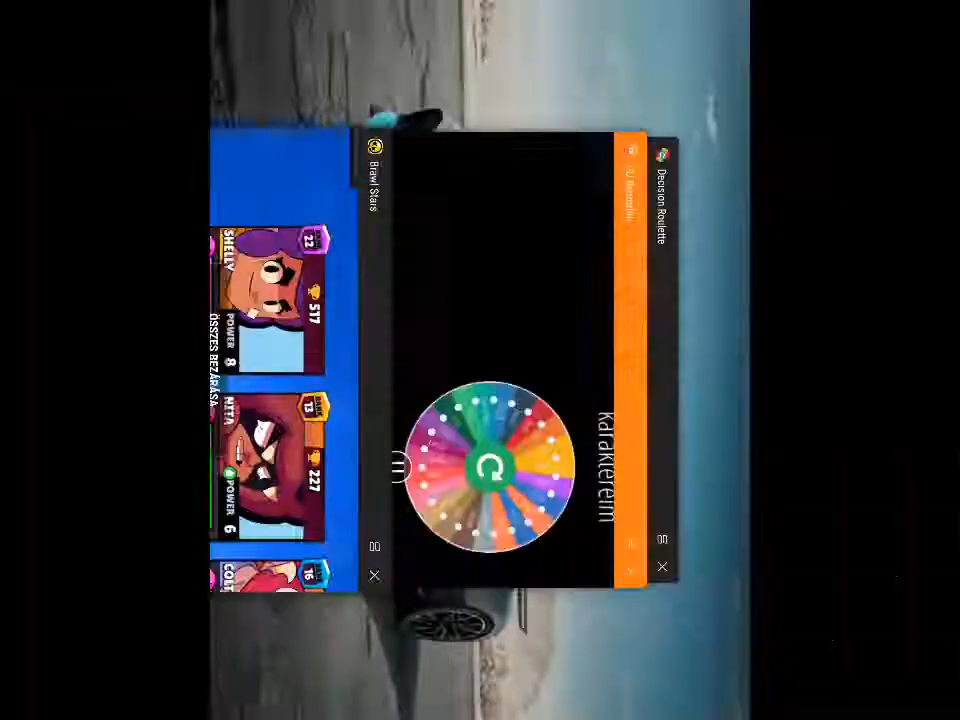 Decision Roulette
karaktereim
Brawl Stars
RANK
22
517
SHELLY
POWER
8
13
227
NITA
POWER
6
16
COLT
ÖSSZES BEZÁRÁSA